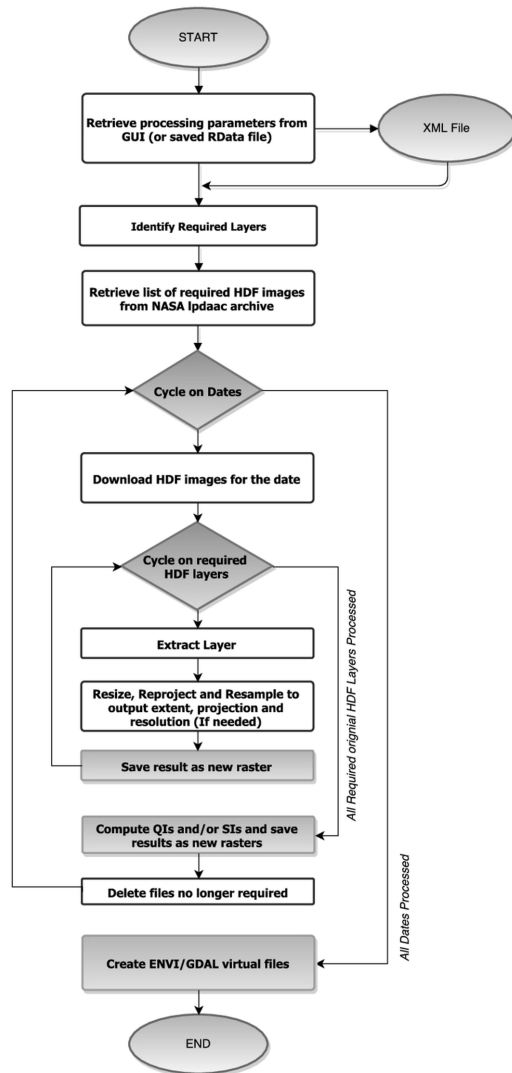 START
Retrieve processing parameters from
GUI (or saved RData file)
XML File
Identify Required Layers
Retrieve list of required HDF images
from NASA lpdaac archive
Cycle on Dates
Download HDF images for the date
Cycle on required
HDF layers
Extract Layer
Resize, Reproject and Resample to
output extent, projection and
resolution (If needed)
Save result as new raster
All Required orignial HDF Layers Processed
Compute QIs and/or SIs and save
results as new rasters
Delete files no longer required
All Dates Processed
Create ENVI/GDAL virtual files
END